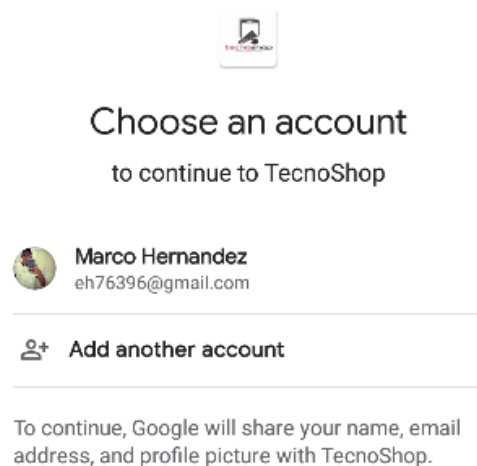 tecnoshop
Choose an account
to continue to TecnoShop
Marco Hernandez
eh76396@gmail.com
Add another account
To continue, Google will share your name, email
address, and profile picture with TecnoShop.